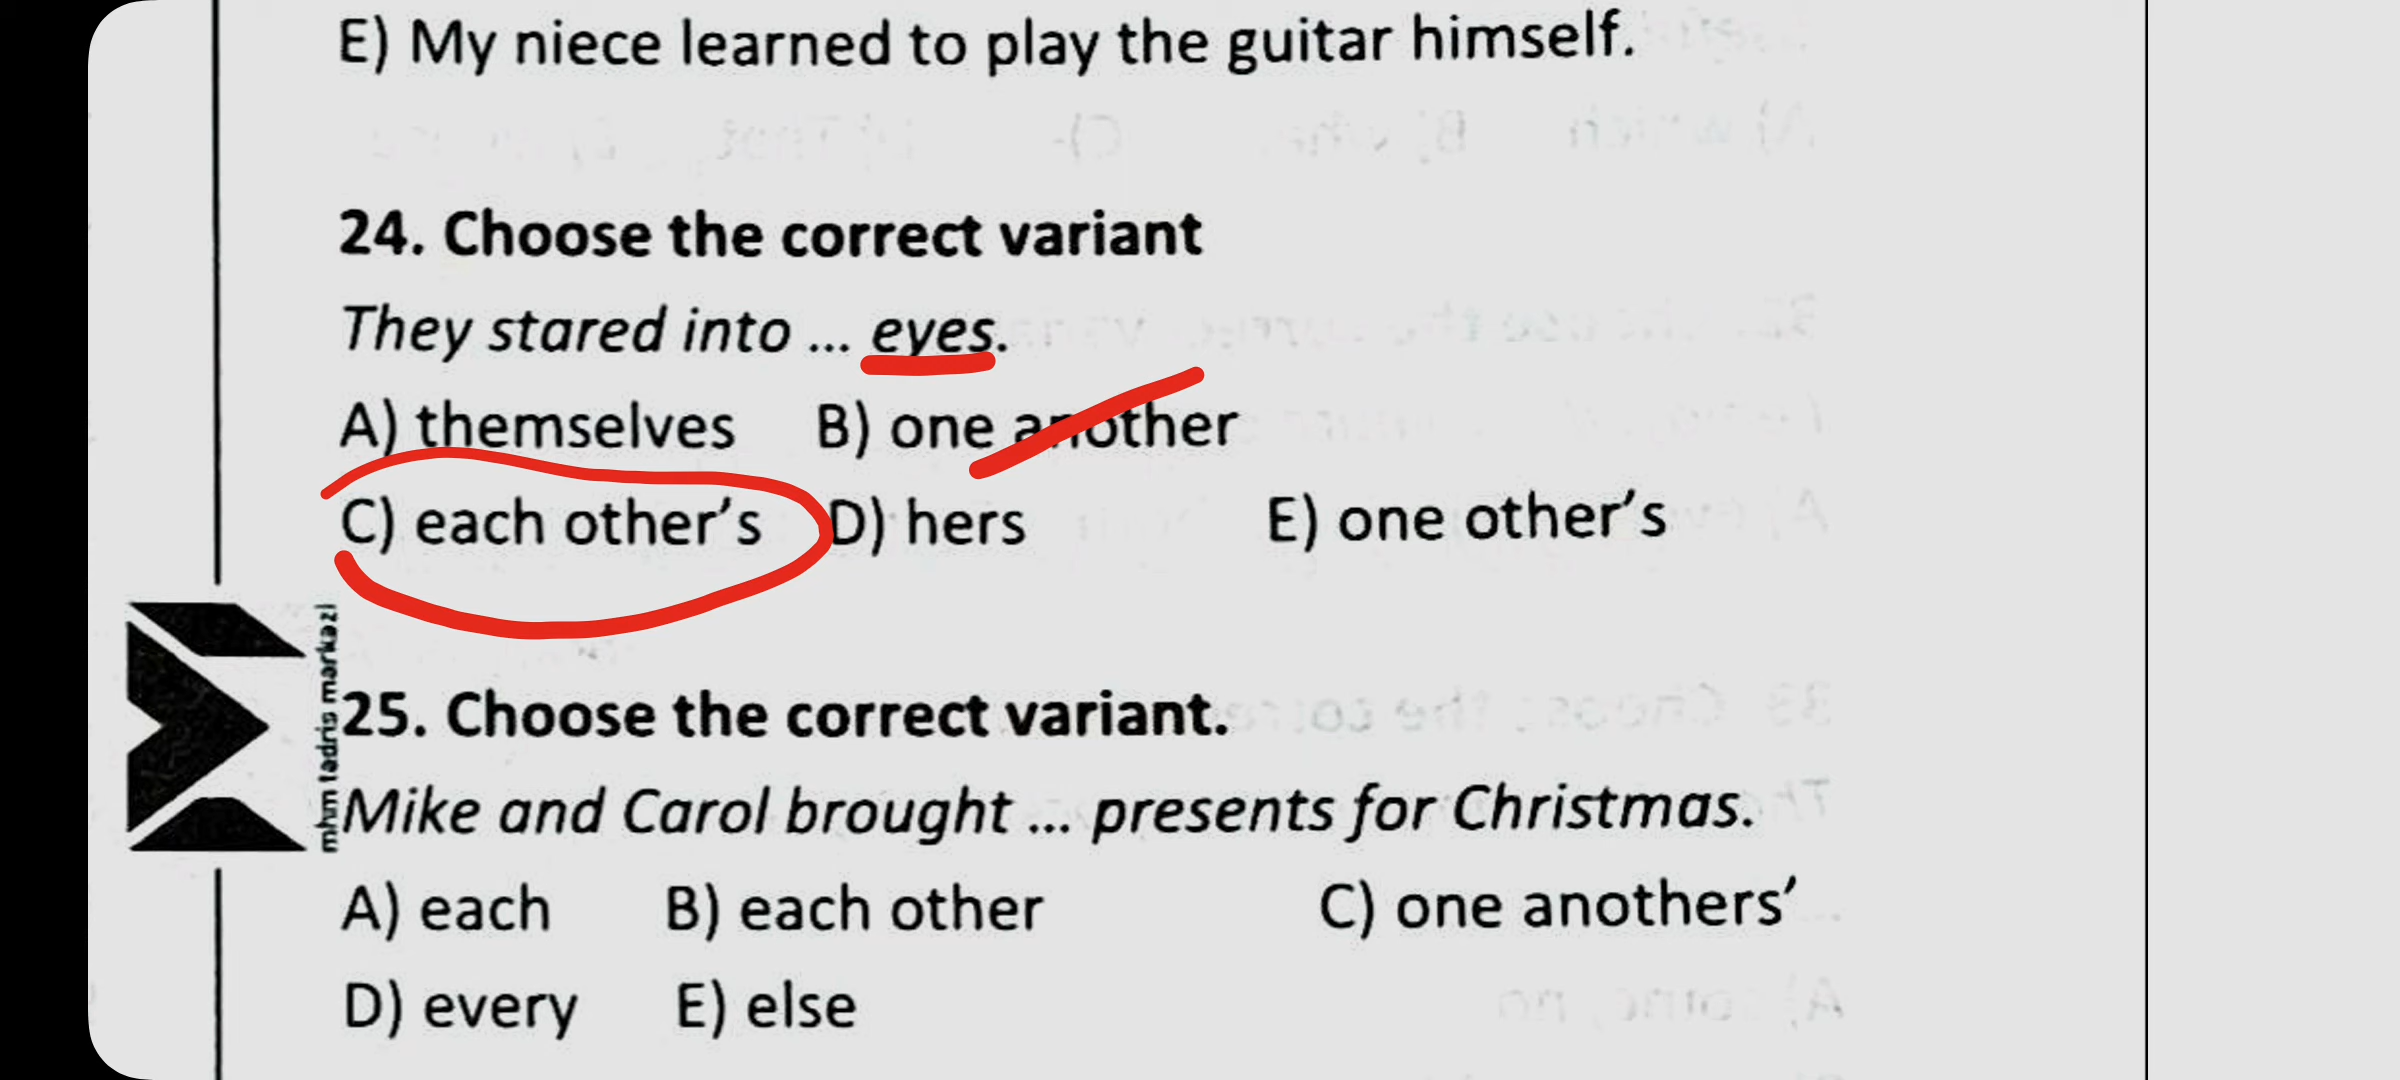 E) My niece learned to play the guitar himself.
24. Choose the correct variant
They stared into ... eyes.
A) themselves B) one another
C) each other's D) hers E) one other's
mhm tədris mərkəzi
25. Choose the correct variant.
Mike and Carol brought ... presents for Christmas.
A) each B) each other C) one anothers'
D) every E) else